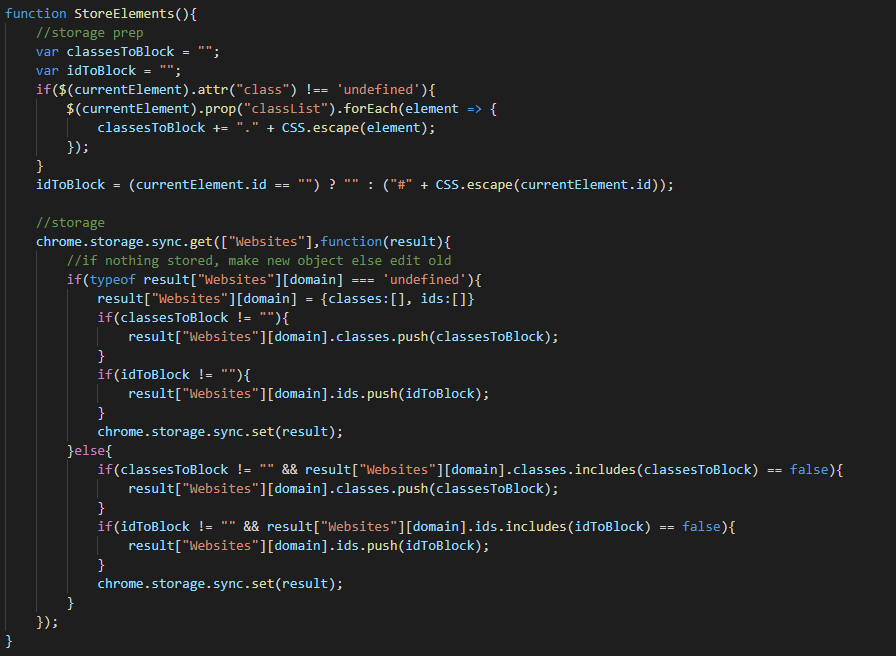 function StoreElements(){
    //storage prep
    var classesToBlock = "";
    var idToBlock = "";
    if($(currentElement).attr("class") !== 'undefined'){
        $(currentElement).prop("classList").forEach(element => {
            classesToBlock += "." + CSS.escape(element);
        });
    }
    idToBlock = (currentElement.id == "") ? "" : ("#" + CSS.escape(currentElement.id));

    //storage
    chrome.storage.sync.get(["Websites"],function(result){
        //if nothing stored, make new object else edit old
        if(typeof result["Websites"][domain] === 'undefined'){
            result["Websites"][domain] = {classes:[], ids:[]}
            if(classesToBlock != ""){
                result["Websites"][domain].classes.push(classesToBlock);
            }
            if(idToBlock != ""){
                result["Websites"][domain].ids.push(idToBlock);
            }
            chrome.storage.sync.set(result);
        }else{
            if(classesToBlock != "" && result["Websites"][domain].classes.includes(classesToBlock) == false){
                result["Websites"][domain].classes.push(classesToBlock);
            }
            if(idToBlock != "" && result["Websites"][domain].ids.includes(idToBlock) == false){
                result["Websites"][domain].ids.push(idToBlock);
            }
            chrome.storage.sync.set(result);
        }
    });
}